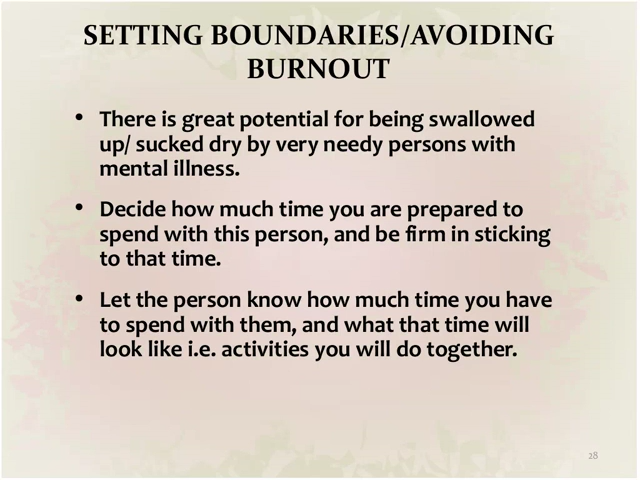 SETTING BOUNDARIES/AVOIDING
BURNOUT
• There is great potential for being swallowed
up/ sucked dry by very needy persons with
mental illness.
• Decide how much time you are prepared to
spend with this person, and be firm in sticking
to that time.
• Let the person know how much time you have
to spend with them, and what that time will
look like i.e. activities you will do together.
28